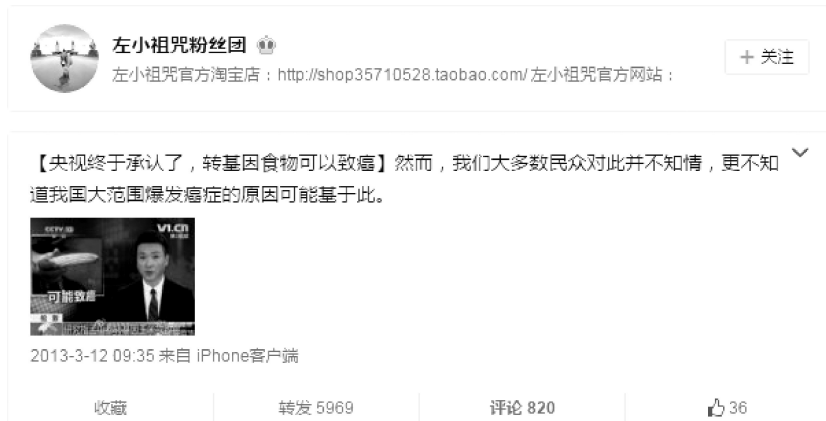 左小祖咒粉丝团
左小祖咒官方淘宝店：http://shop35710528.taobao.com/ 左小祖咒官方网站：
+ 关注
【央视终于承认了，转基因食物可以致癌】然而，我们大多数民众对此并不知情，更不知
道我国大范围爆发癌症的原因可能基于此。
CCTV
V1.CN
可能致癌
2013-3-12 09:35 来自 iPhone客户端
收藏
转发 5969
评论 820
36